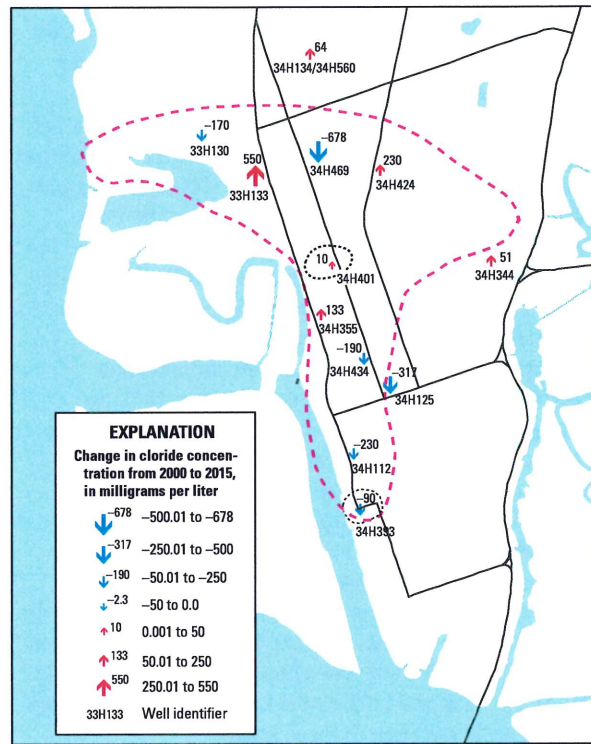 64
34H134/34H560
–170
33H130
–678
34H469
550
33H133
230
34H424
10
34H401
51
34H344
133
34H355
–190
34H434
–317
34H125
–230
34H112
–90
34H393
EXPLANATION
Change in cloride concen-
tration from 2000 to 2015,
in milligrams per liter
–678 –500.01 to –678
–317 –250.01 to –500
–190 –50.01 to –250
–2.3 –50 to 0.0
10 0.001 to 50
133 50.01 to 250
550 250.01 to 550
33H133 Well identifier